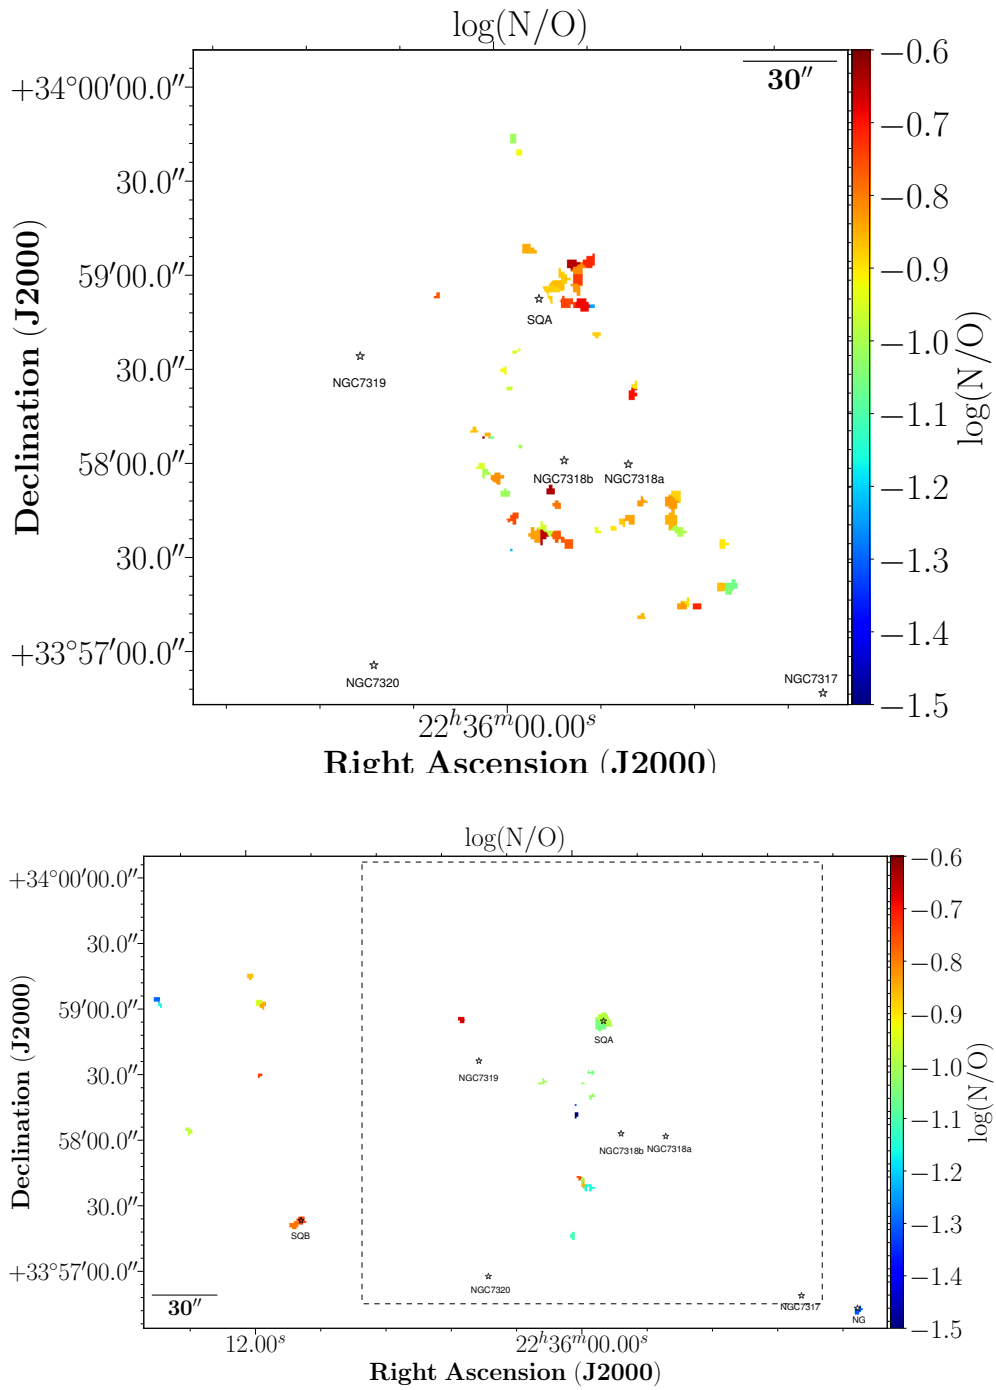 log(N/O)
+34°00′00.0″
30″
−0.6
−0.7
30.0″
−0.8
59′00.0″
−0.9
SQA
−1.0
30.0″
NGC7319
log(N/O)
−1.1
58′00.0″
NGC7318b
NGC7318a
−1.2
30.0″
−1.3
−1.4
+33°57′00.0″
NGC7320
NGC7317
−1.5
Declination (J2000)
22h36m00.00s
Right Ascension (J2000)
log(N/O)
+34°00′00.0″
−0.6
−0.7
30.0″
−0.8
59′00.0″
−0.9
SQA
30.0″
NGC7319
−1.0
log(N/O)
−1.1
58′00.0″
NGC7318b
NGC7318a
−1.2
30.0″
SQB
−1.3
+33°57′00.0″
NGC7320
−1.4
30″
NGC7317
NG
−1.5
Declination (J2000)
12.00s
22h36m00.00s
Right Ascension (J2000)